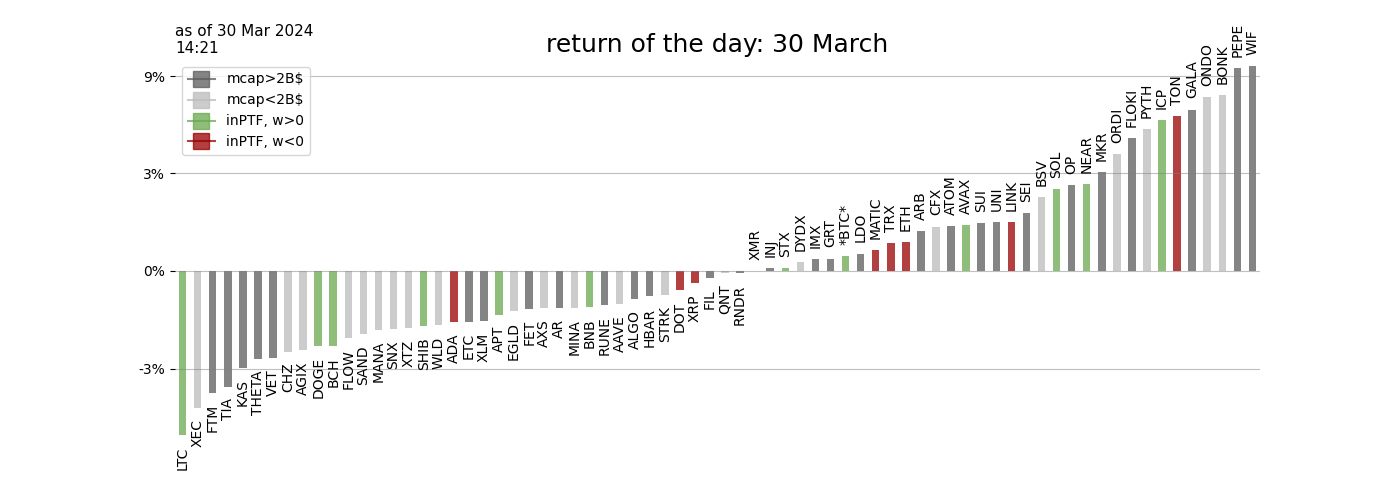 as of 30 Mar 2024
14:21
return of the day: 30 March
mcap>2B$
mcap<2B$
inPTF, w>0
inPTF, w<0
9%
3%
0%
-3%
LTC
XEC
FTM
TIA
KAS
THETA
VET
CHZ
AGIX
DOGE
BCH
FLOW
SAND
MANA
SNX
XTZ
SHIB
WLD
ADA
ETC
XLM
APT
EGLD
FET
AXS
AR
MINA
BNB
RUNE
AAVE
ALGO
HBAR
STRK
DOT
XRP
FIL
QNT
RNDR
XMR
INJ
STX
DYDX
IMX
GRT
*BTC*
LDO
MATIC
TRX
ETH
ARB
CFX
ATOM
AVAX
SUI
UNI
LINK
SEI
BSV
SOL
OP
NEAR
MKR
ORDI
FLOKI
PYTH
ICP
TON
GALA
ONDO
BONK
PEPE
WIF